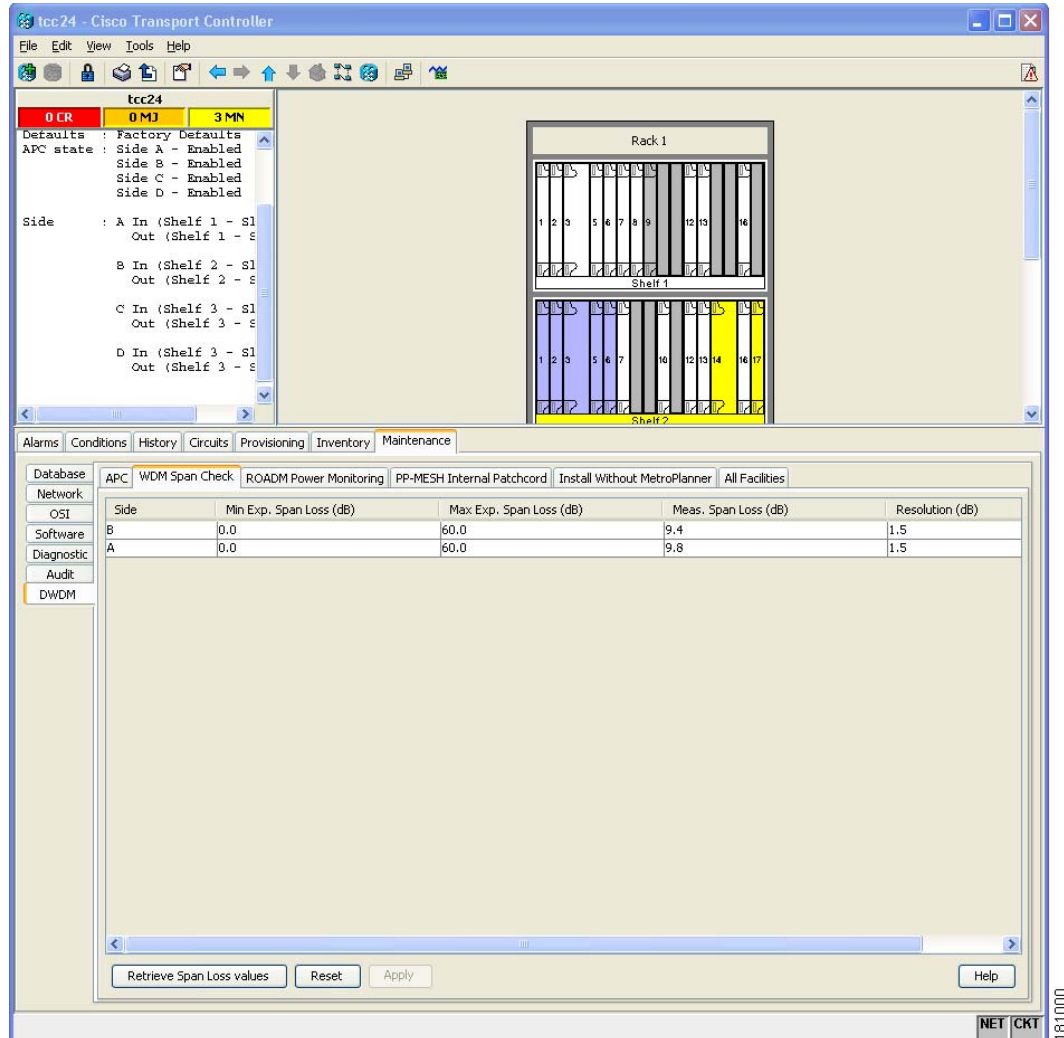 tcc24 - Cisco Transport Controller
File Edit View Tools Help
tcc24
0 CR 0 MJ 3 MN
Defaults : Factory Defaults
APC state : Side A - Enabled
Side B - Enabled
Side C - Enabled
Side D - Enabled
Side : A In (Shelf 1 - Sl
Out (Shelf 1 - S
B In (Shelf 2 - Sl
Out (Shelf 2 - S
C In (Shelf 3 - Sl
Out (Shelf 3 - S
D In (Shelf 3 - Sl
Out (Shelf 3 - S
Rack 1
1 2 3 5 6 7 8 9 12 13 16
Shelf 1
1 2 3 5 6 7 10 12 13 14 16 17
Shelf 2
Alarms Conditions History Circuits Provisioning Inventory Maintenance
Database
Network
OSI
Software
Diagnostic
Audit
DWDM
APC WDM Span Check ROADM Power Monitoring PP-MESH Internal Patchcord Install Without MetroPlanner All Facilities
Side Min Exp. Span Loss (dB) Max Exp. Span Loss (dB) Meas. Span Loss (dB) Resolution (dB)
B 0.0 60.0 9.4 1.5
A 0.0 60.0 9.8 1.5
Retrieve Span Loss values Reset Apply Help
NET CKT
181000